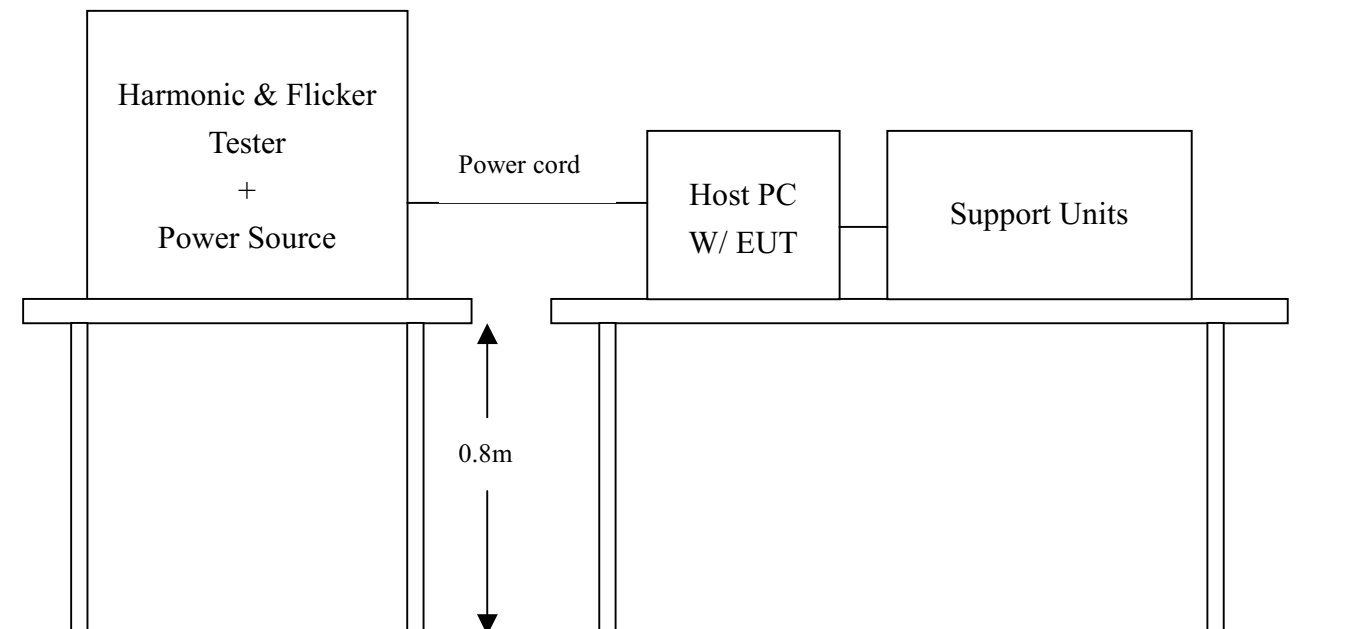 Harmonic & Flicker
Tester
+
Power Source
Power cord
Host PC
W/ EUT
Support Units
0.8m